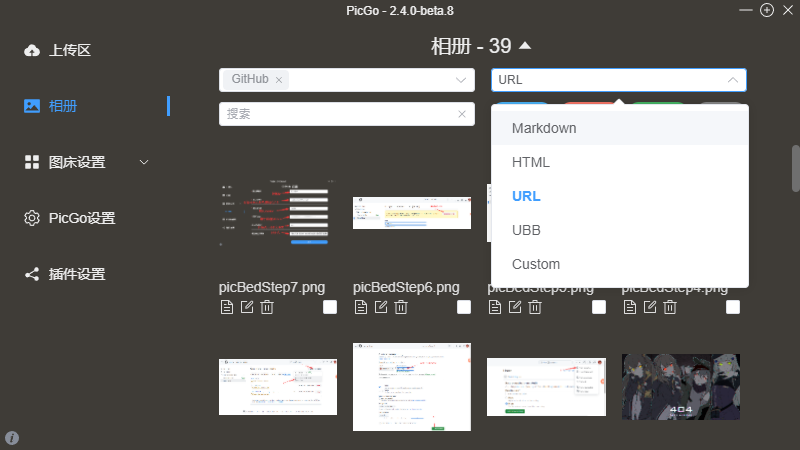 PicGo - 2.4.0-beta.8
上传区
相册
图床设置
PicGo设置
插件设置
相册 - 39
GitHub
URL
搜索
Markdown
HTML
URL
UBB
Custom
picBedStep7.png
picBedStep6.png
picBedStep5.png
picBedStep4.png
404